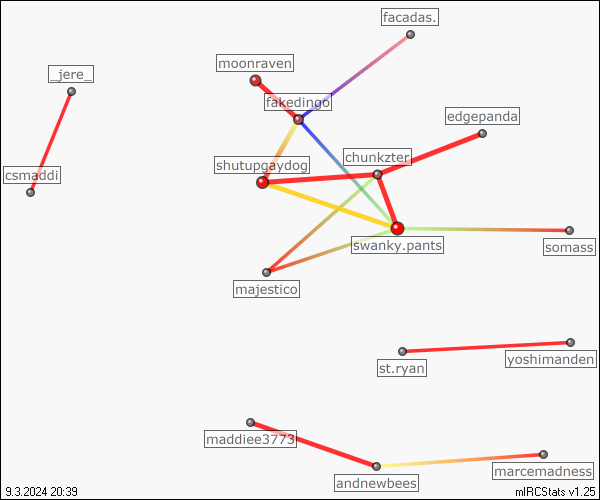 facadas.
moonraven
_jere_
fakedingo
edgepanda
chunkzter
shutupgaydog
csmaddi
swanky.pants
somass
majestico
yoshimanden
st.ryan
maddiee3773
marcemadness
andnewbees
9.3.2024 20:39
mIRCStats v1.25